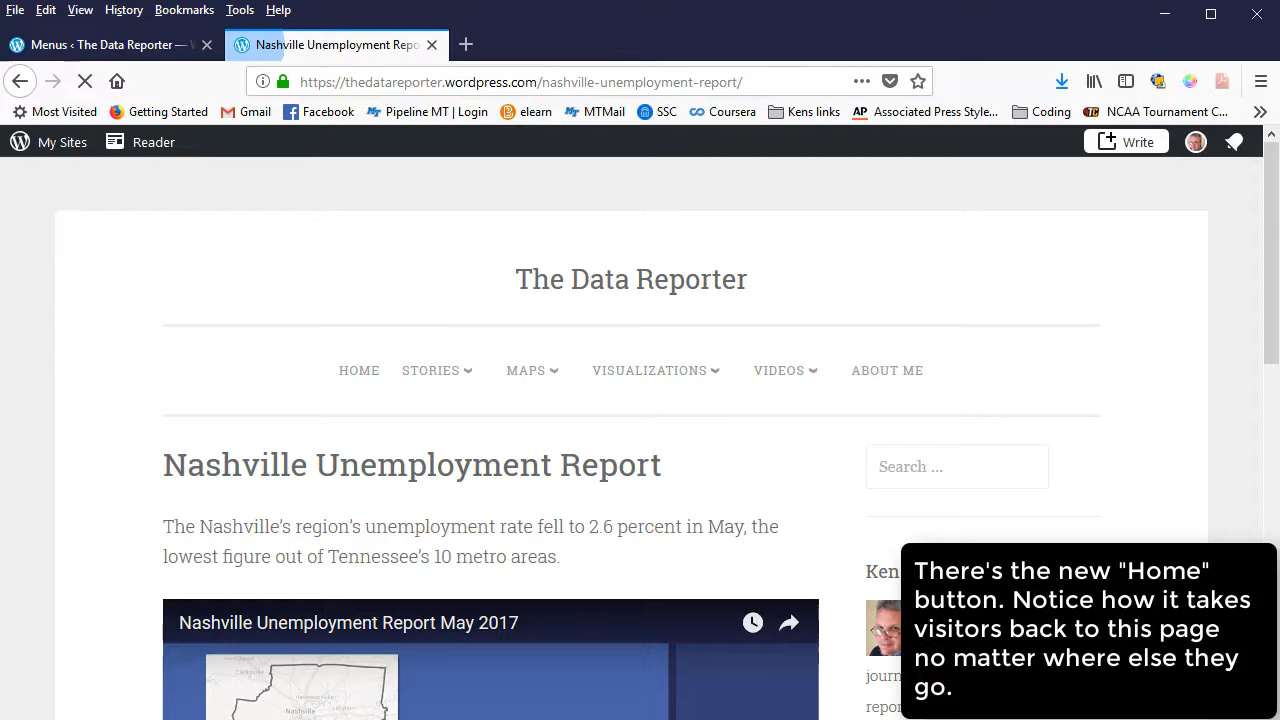 File Edit View History Bookmarks Tools Help
Menus ‹ The Data Reporter —
Nashville Unemployment Repo
https://thedatareporter.wordpress.com/nashville-unemployment-report/
Most Visited Getting Started Gmail Facebook Pipeline MT | Login elearn MTMail SSC Coursera Kens links Associated Press Style... Coding NCAA Tournament C...
My Sites Reader Write
The Data Reporter
HOME STORIES MAPS VISUALIZATIONS VIDEOS ABOUT ME
Nashville Unemployment Report
Search ...
The Nashville's region's unemployment rate fell to 2.6 percent in May, the
lowest figure out of Tennessee's 10 metro areas.
Nashville Unemployment Report May 2017
Ken
journ
repor
There's the new "Home"
button. Notice how it takes
visitors back to this page
no matter where else they
go.